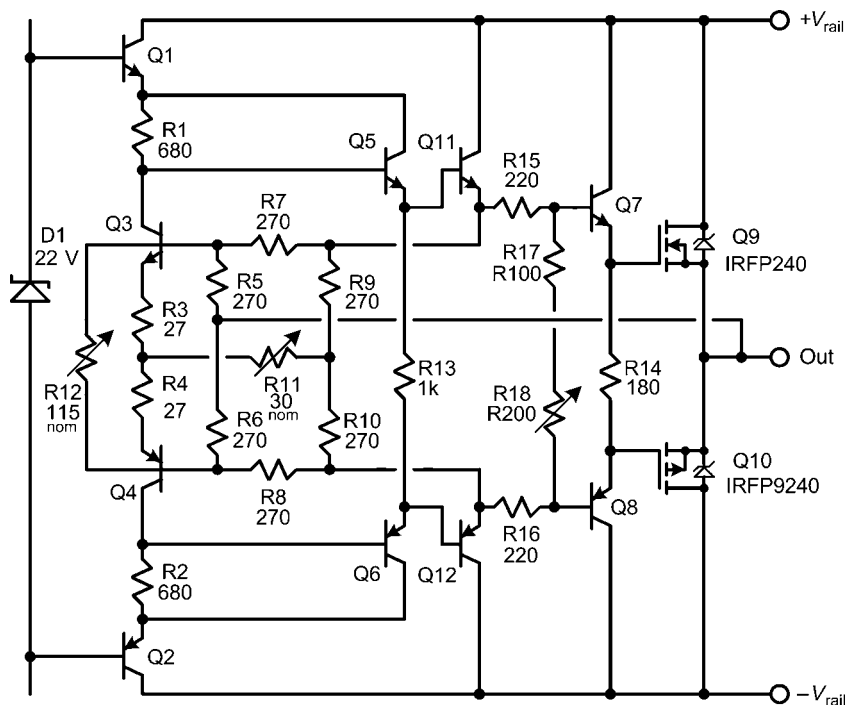 +Vrail
Q1
R1
680
Q5
Q11
R15
220
Q7
R7
270
Q3
D1
22 V
R17
R100
Q9
IRFP240
R5
270
R9
270
R3
27
R12
115
nom
R11
30
nom
R13
1k
Out
R14
180
R4
27
R18
R200
R6
270
R10
270
Q10
IRFP9240
Q4
R8
270
R16
220
Q8
R2
680
Q6
Q12
Q2
–Vrail